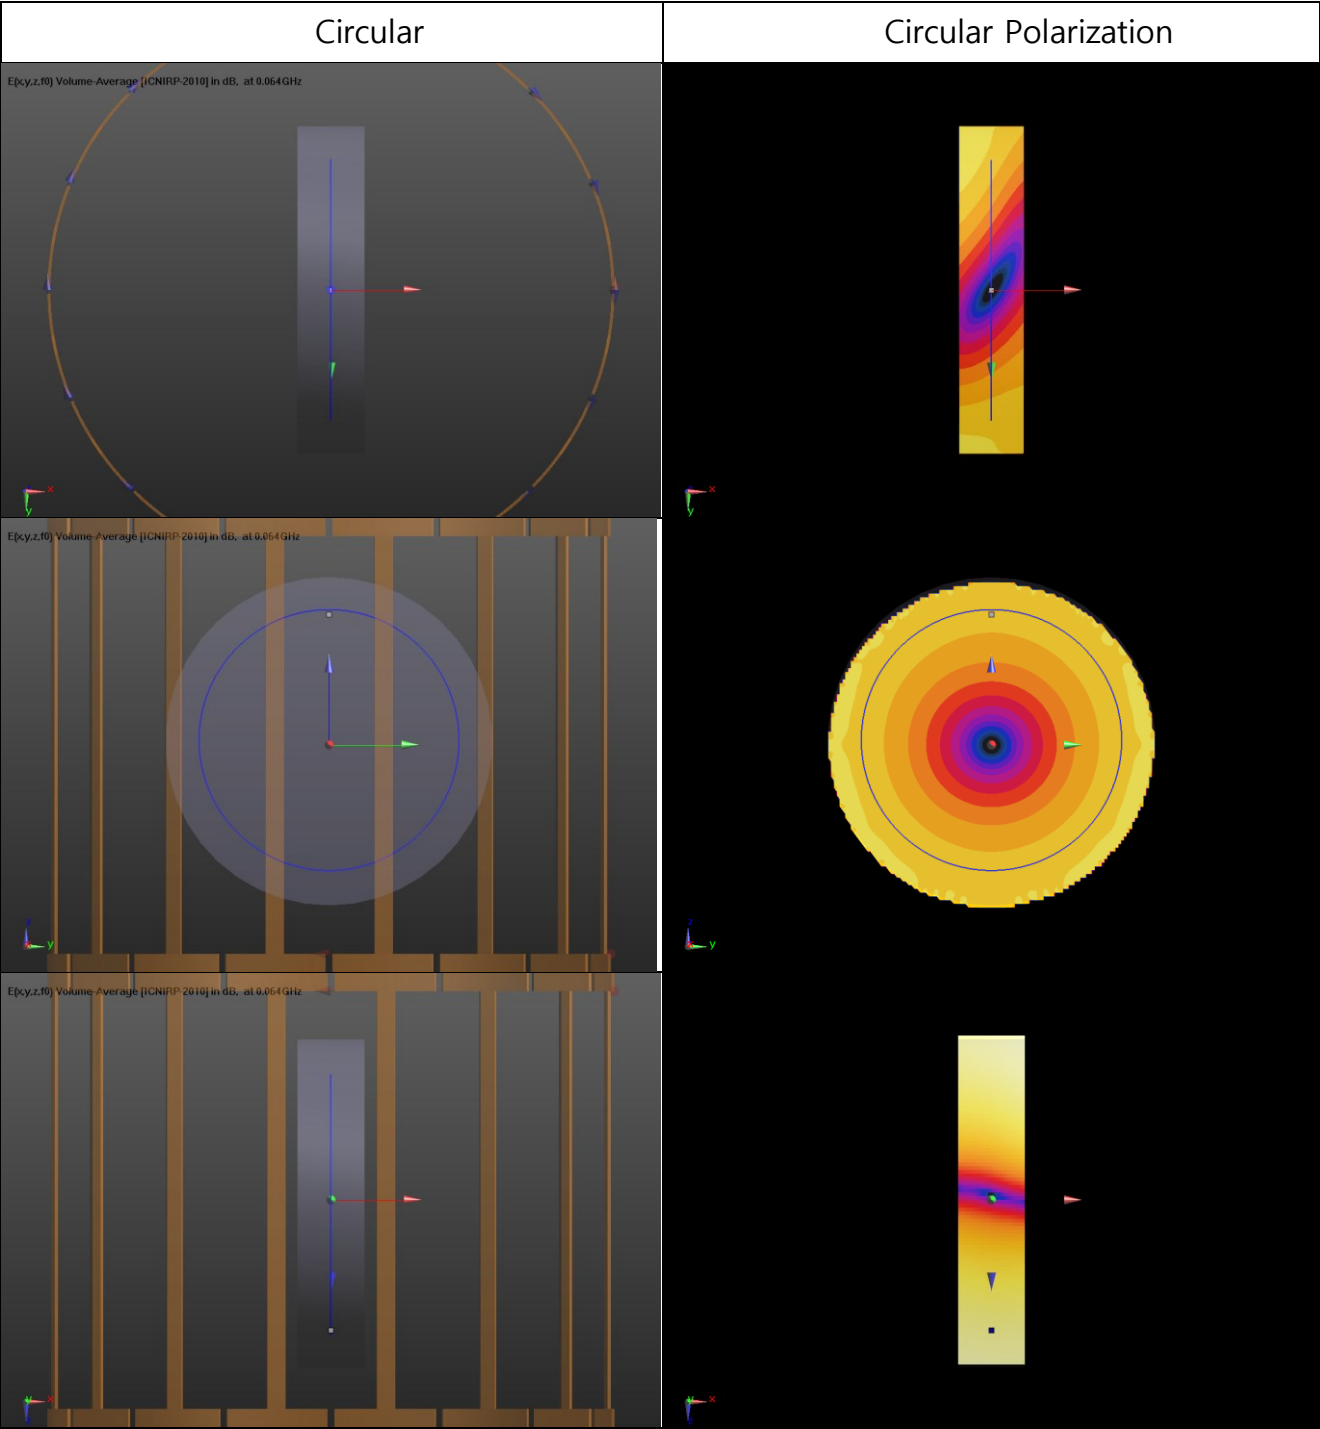 Circular
Circular Polarization
E(x,y,z,f0) Volume-Average [ICNIRP-2010] in dB, at 0.064GHz
x
y
x
y
E(x,y,z,f0) Volume-Average [ICNIRP-2010] in dB, at 0.064GHz
z
y
z
y
E(x,y,z,f0) Volume-Average [ICNIRP-2010] in dB, at 0.064GHz
y
x
z
y
x
z